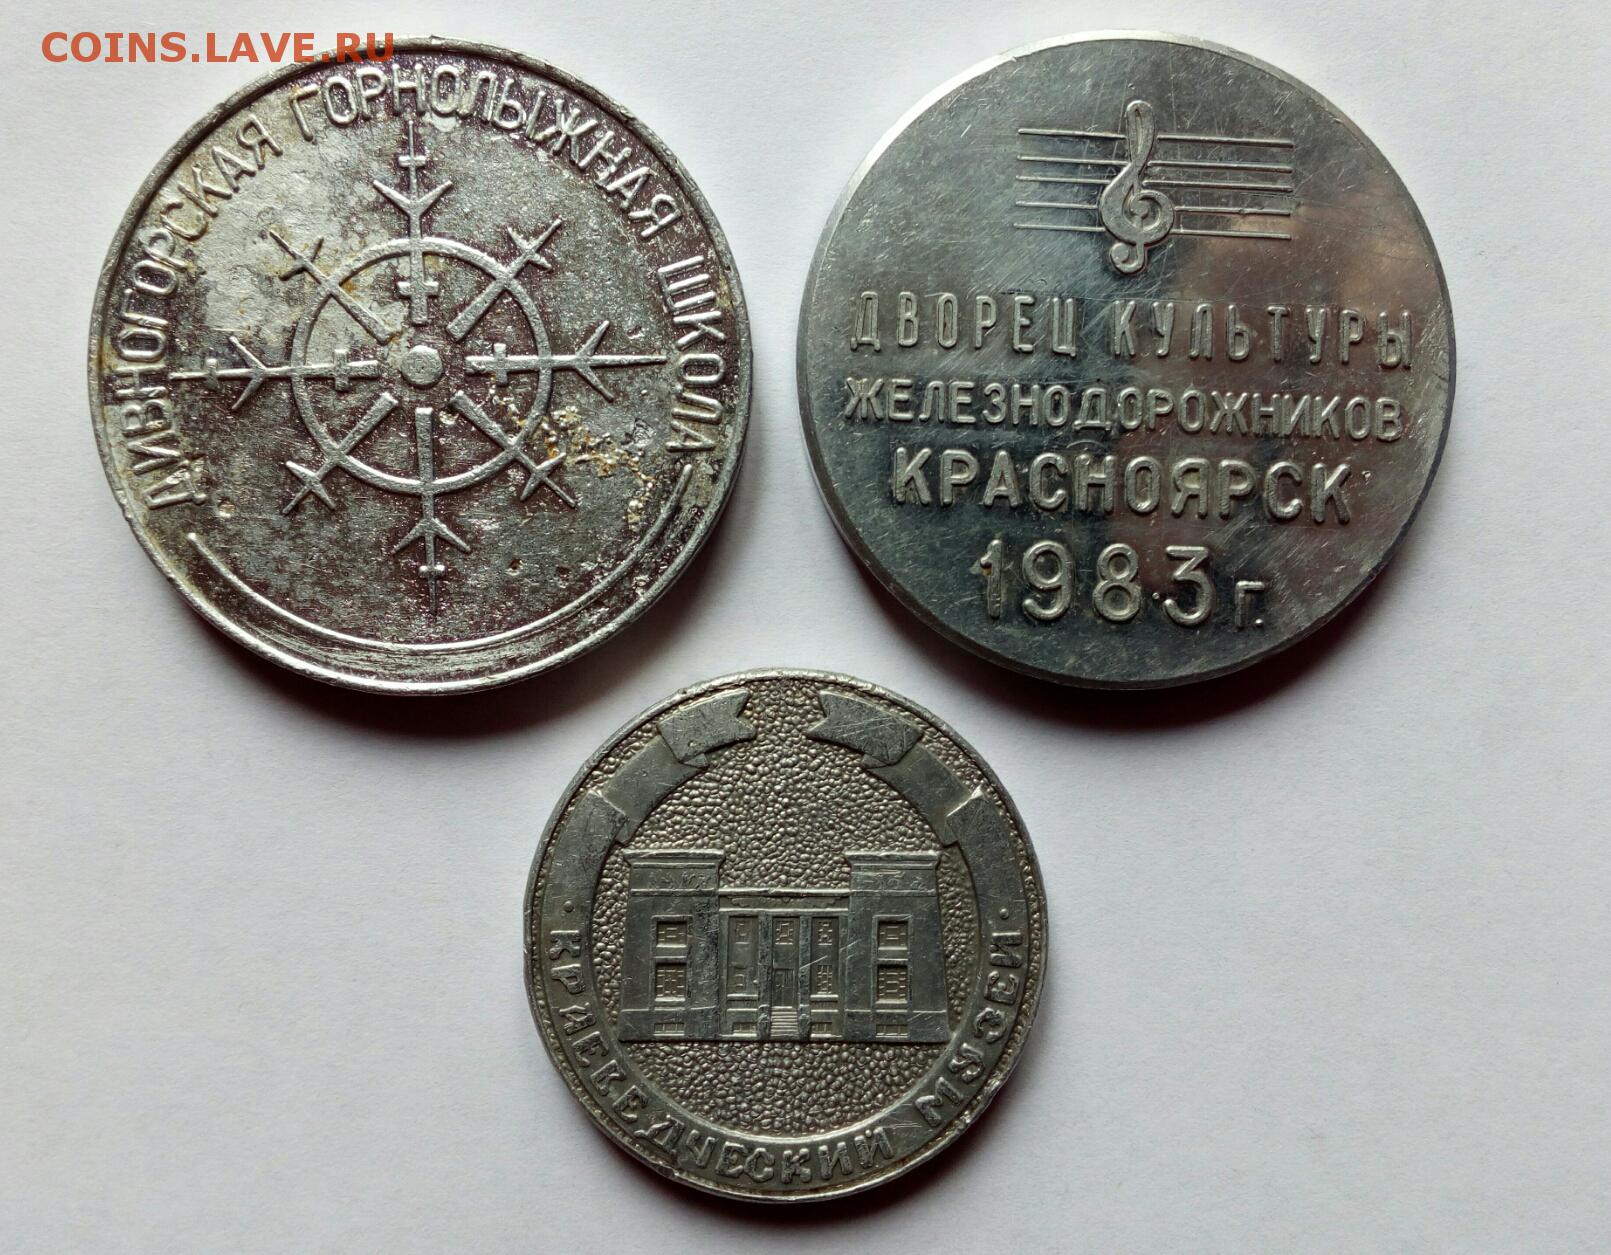 COINS.LAVE.RU
ДИВНОГОРСКАЯ ГОРНОЛЫЖНАЯ ШКОЛА
ДВОРЕЦ КУЛЬТУРЫ
ЖЕЛЕЗНОДОРОЖНИКОВ
КРАСНОЯРСК
1983 г.
· КРАЕВЕДЧЕСКИЙ МУЗЕЙ ·